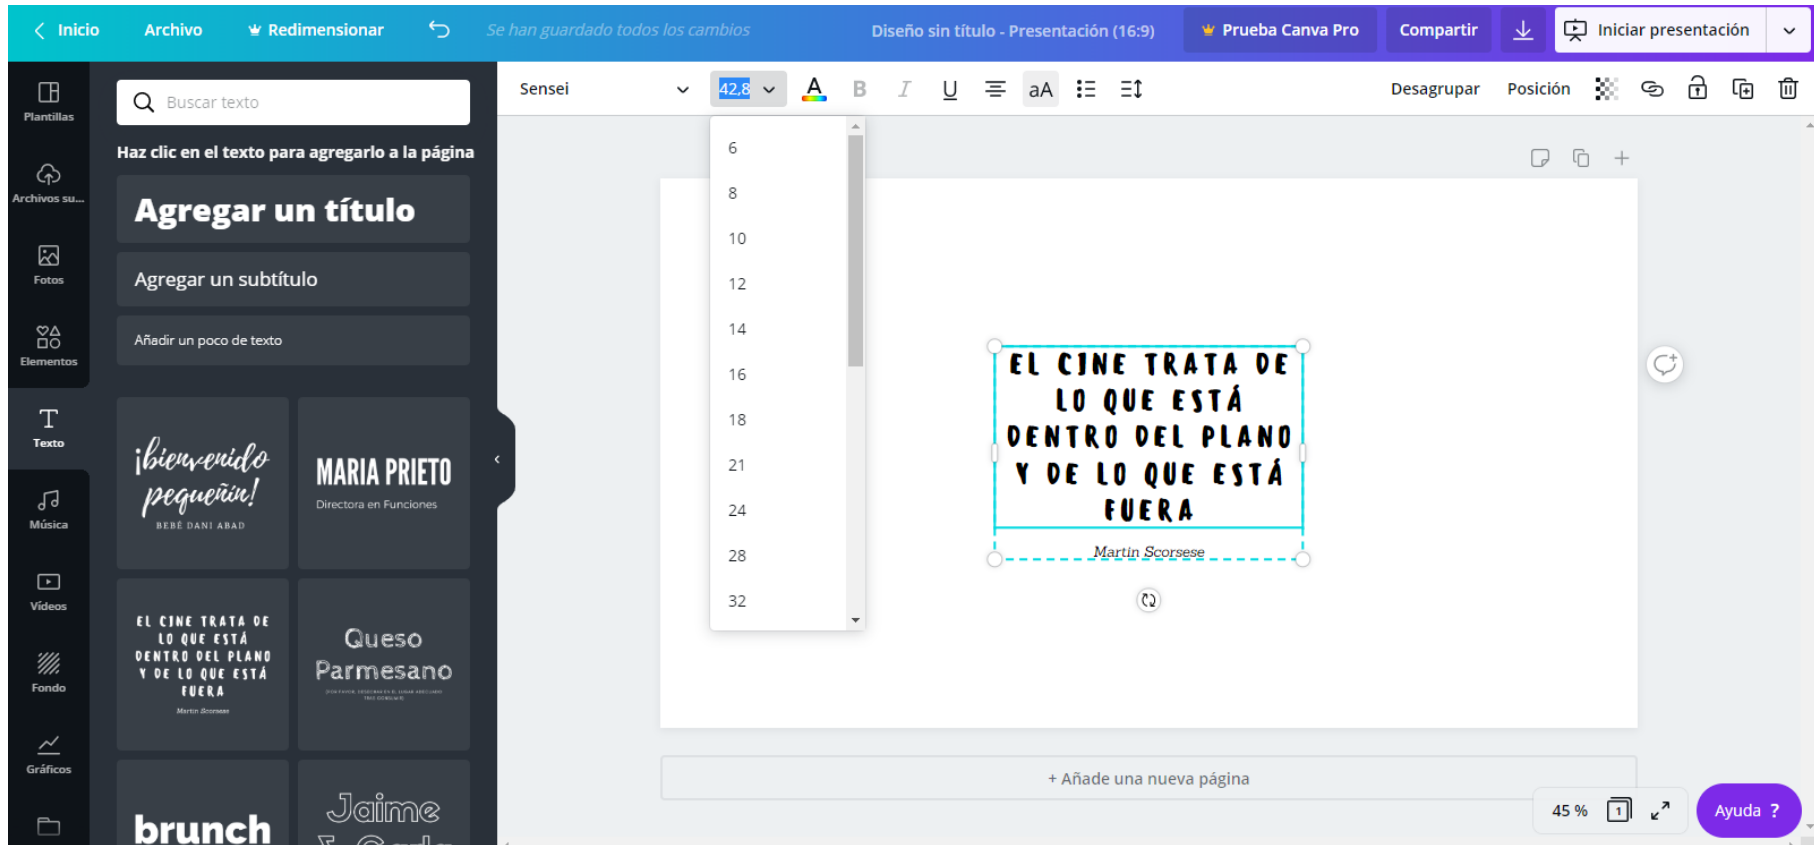 Inicio Archivo Redimensionar Se han guardado todos los cambios Diseño sin título - Presentación (16:9) Prueba Canva Pro Compartir Iniciar presentación
Sensei 42,8 A B I U aA Desagrupar Posición
Plantillas
Archivos su...
Fotos
Elementos
Texto
Música
Vídeos
Fondo
Gráficos
Buscar texto
Haz clic en el texto para agregarlo a la página
Agregar un título
Agregar un subtítulo
Añadir un poco de texto
¡bienvenido
pequeñín!
BEBÉ DANI ABAD
MARIA PRIETO
Directora en Funciones
EL CINE TRATA DE
LO QUE ESTÁ
DENTRO DEL PLANO
Y DE LO QUE ESTÁ
FUERA
Martin Scorsese
Queso
Parmesano
brunch
Jaime
6
8
10
12
14
16
18
21
24
28
32
EL CINE TRATA DE
LO QUE ESTÁ
DENTRO DEL PLANO
Y DE LO QUE ESTÁ
FUERA
Martin Scorsese
+ Añade una nueva página
45 % 1 Ayuda ?